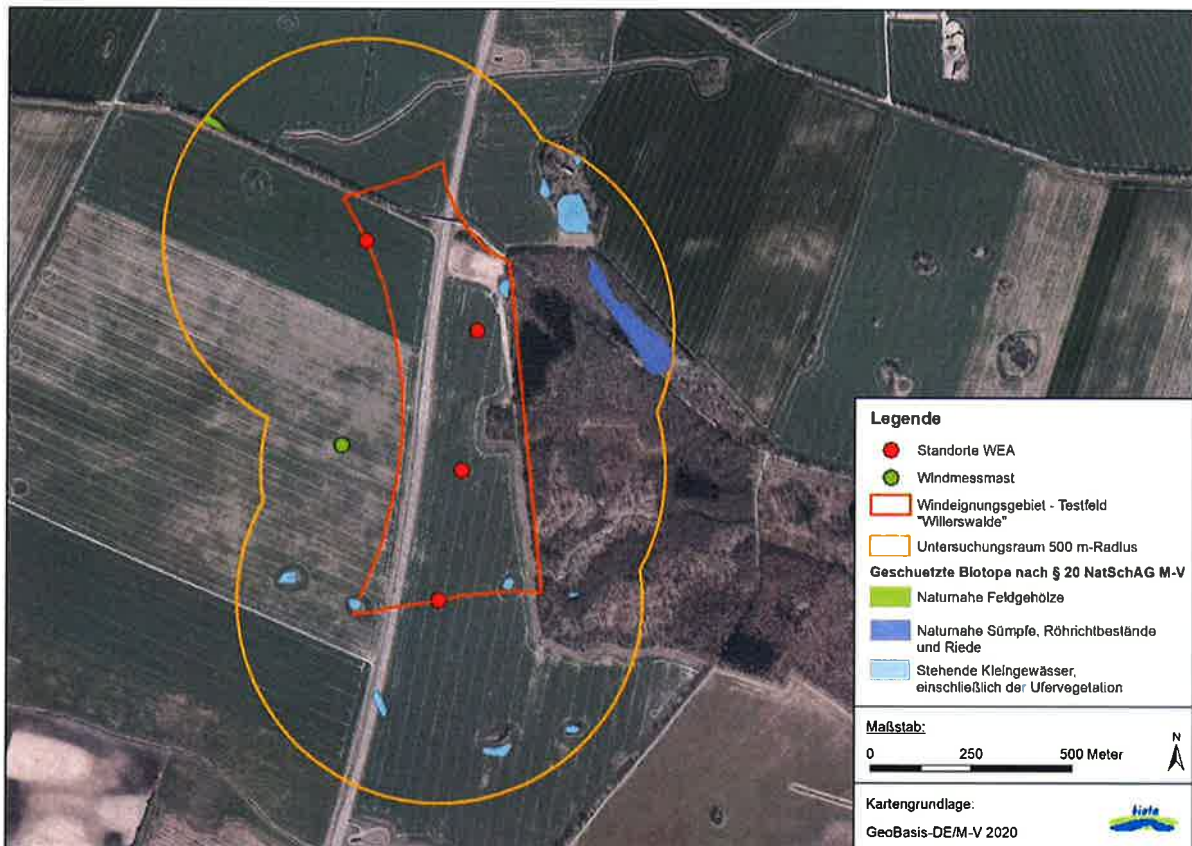 Legende
Standorte WEA
Windmessmast
Windeignungsgebiet - Testfeld
"Willerswalde"
Untersuchungsraum 500 m-Radius
Geschuetzte Biotope nach § 20 NatSchAG M-V
Naturnahe Feldgehölze
Naturnahe Sümpfe, Röhrichtbestände
und Riede
Stehende Kleingewässer,
einschließlich der Ufervegetation
Maßstab:
0 250 500 Meter
N
Kartengrundlage:
GeoBasis-DE/M-V 2020
biota